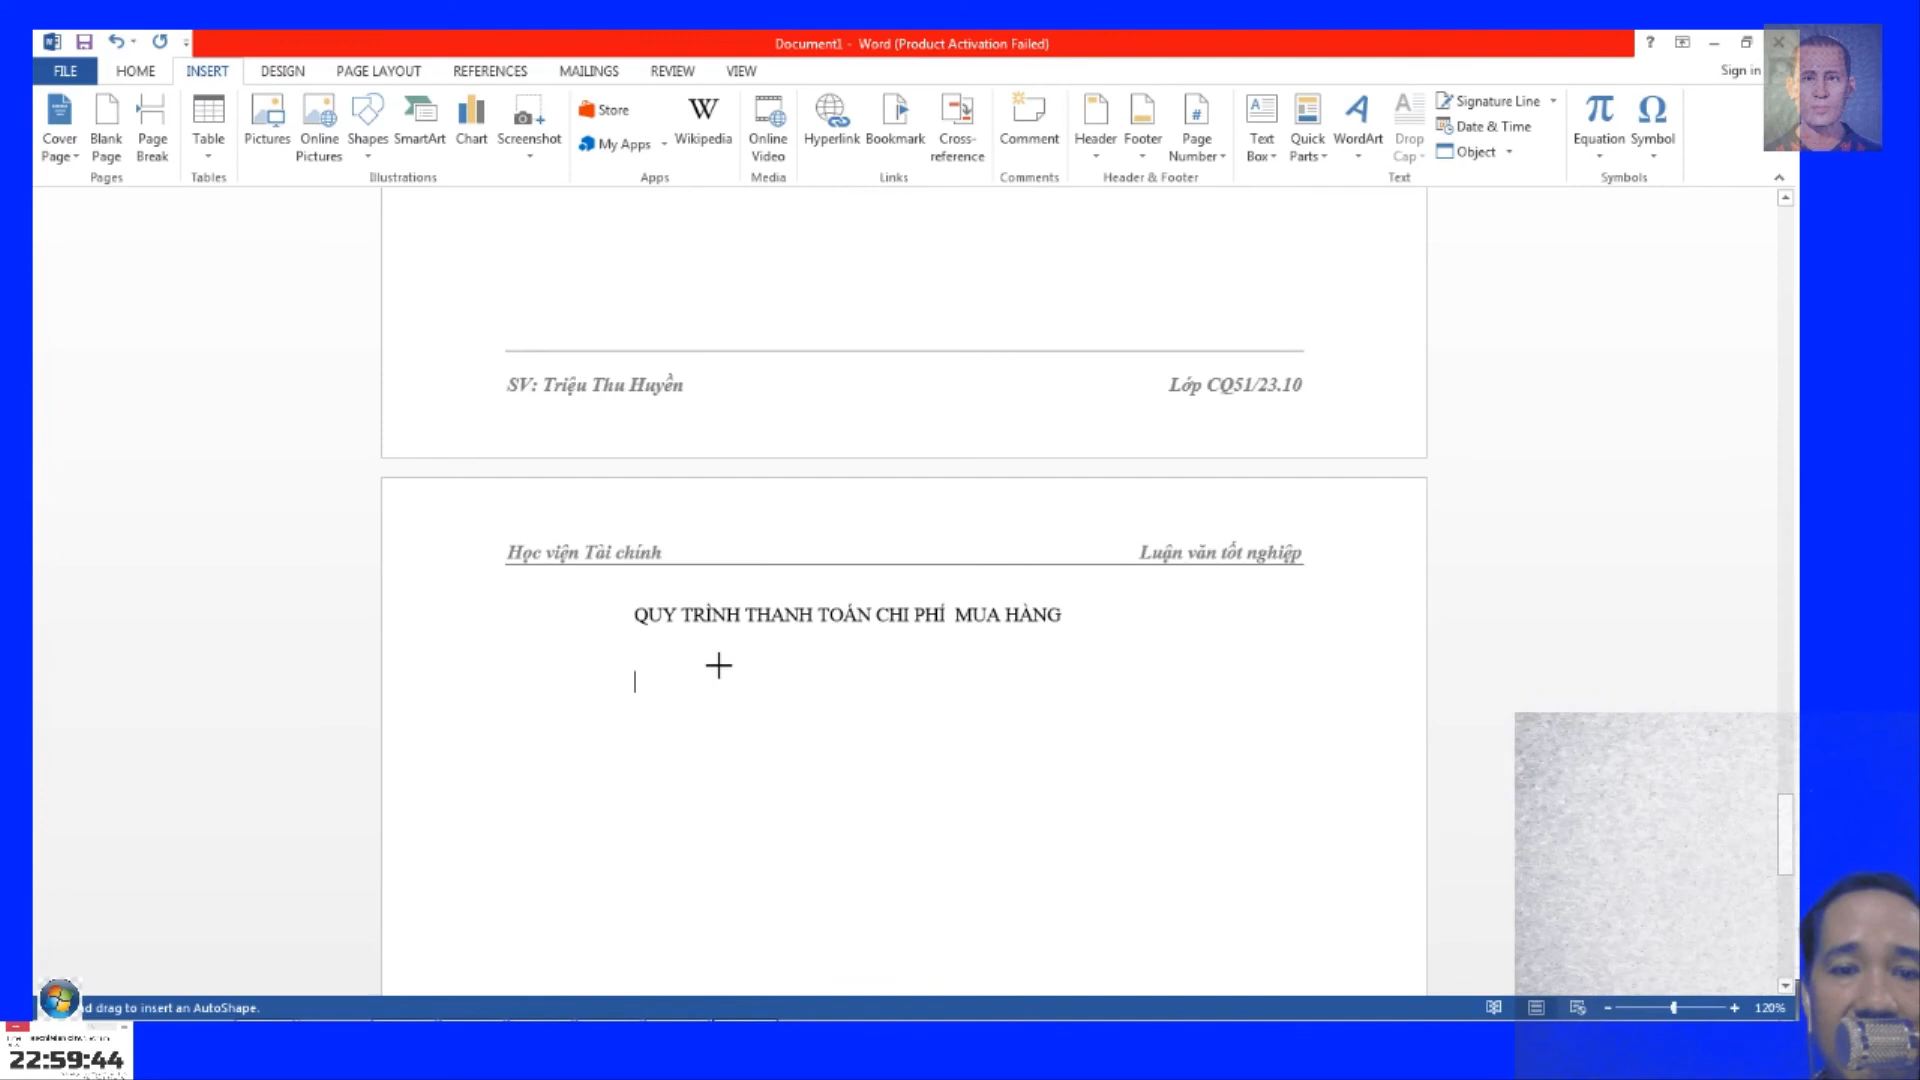 Document1 - Word (Product Activation Failed)
?
Sign in
FILE HOME INSERT DESIGN PAGE LAYOUT REFERENCES MAILINGS REVIEW VIEW
Cover Page
Blank Page
Page Break
Table
Pictures
Online Pictures
Shapes
SmartArt
Chart
Screenshot
Store
My Apps
W
Wikipedia
Online Video
Hyperlink
Bookmark
Cross-reference
Comment
Header
Footer
#
Page Number
A
Text Box
Quick Parts
A
WordArt
A
Drop Cap
Signature Line
Date & Time
Object
π
Equation
Ω
Symbol
Pages Tables Illustrations Apps Media Links Comments Header & Footer Text Symbols
SV: Triệu Thu Huyền Lớp CQ51/23.10
Học viện Tài chính Luận văn tốt nghiệp
QUY TRÌNH THANH TOÁN CHI PHÍ  MUA HÀNG
d drag to insert an AutoShape.
120%
22:59:44